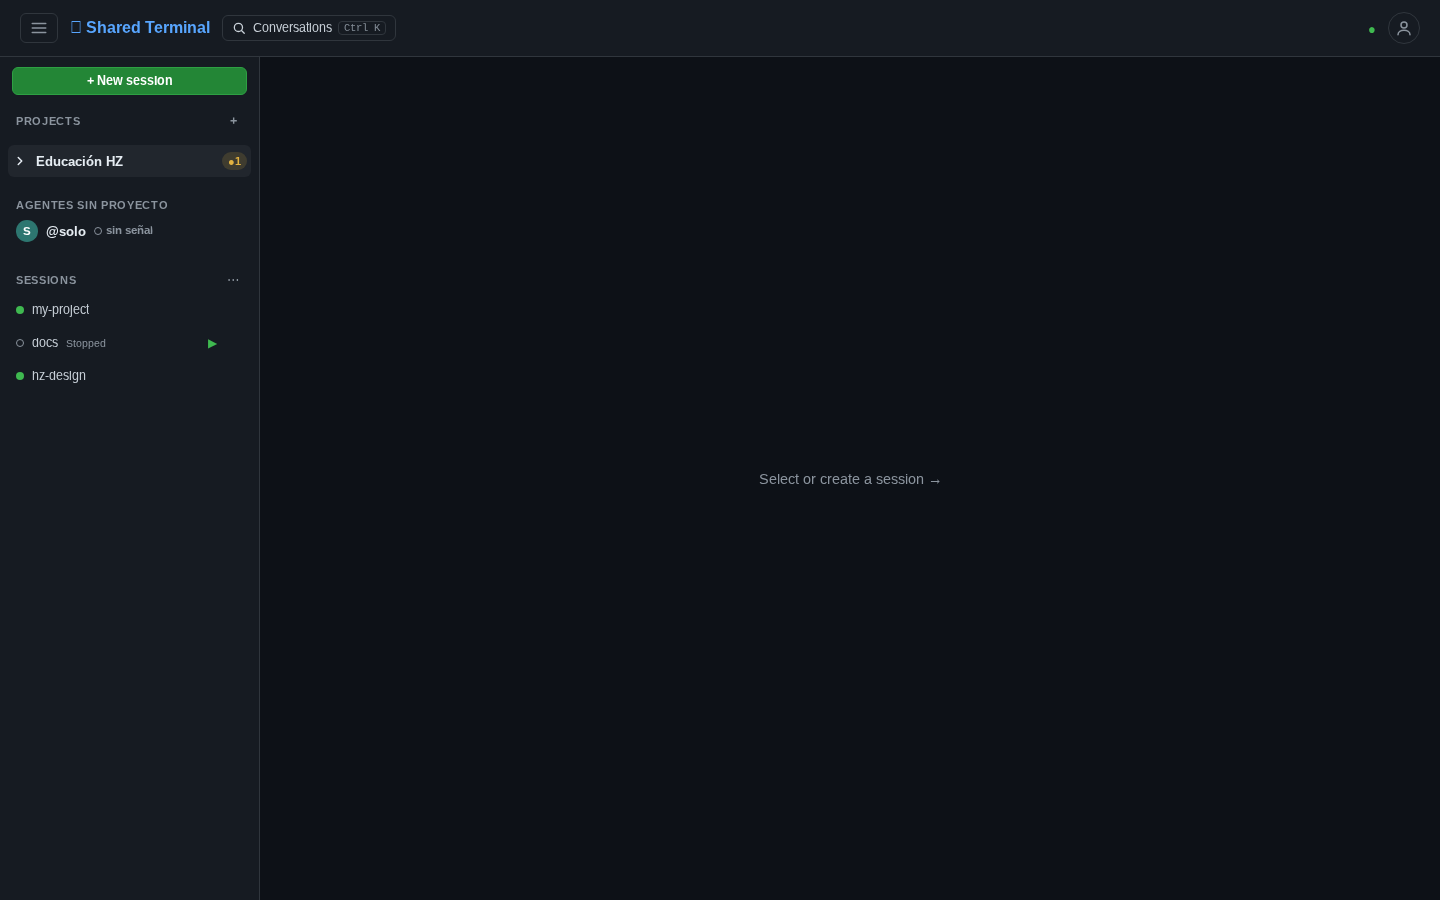 Shared Terminal
Conversations Ctrl K
+ New session
PROJECTS +
Educación HZ
1
AGENTES SIN PROYECTO
S @solo sin señal
SESSIONS ...
my-project
docs Stopped
hz-design
Select or create a session →